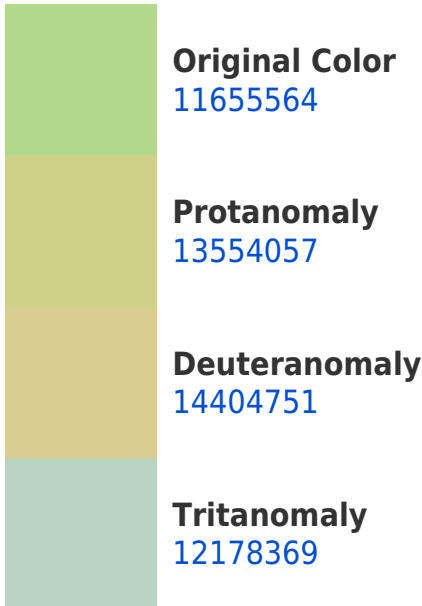 Original Color
11655564
Protanomaly
13554057
Deuteranomaly
14404751
Tritanomaly
12178369